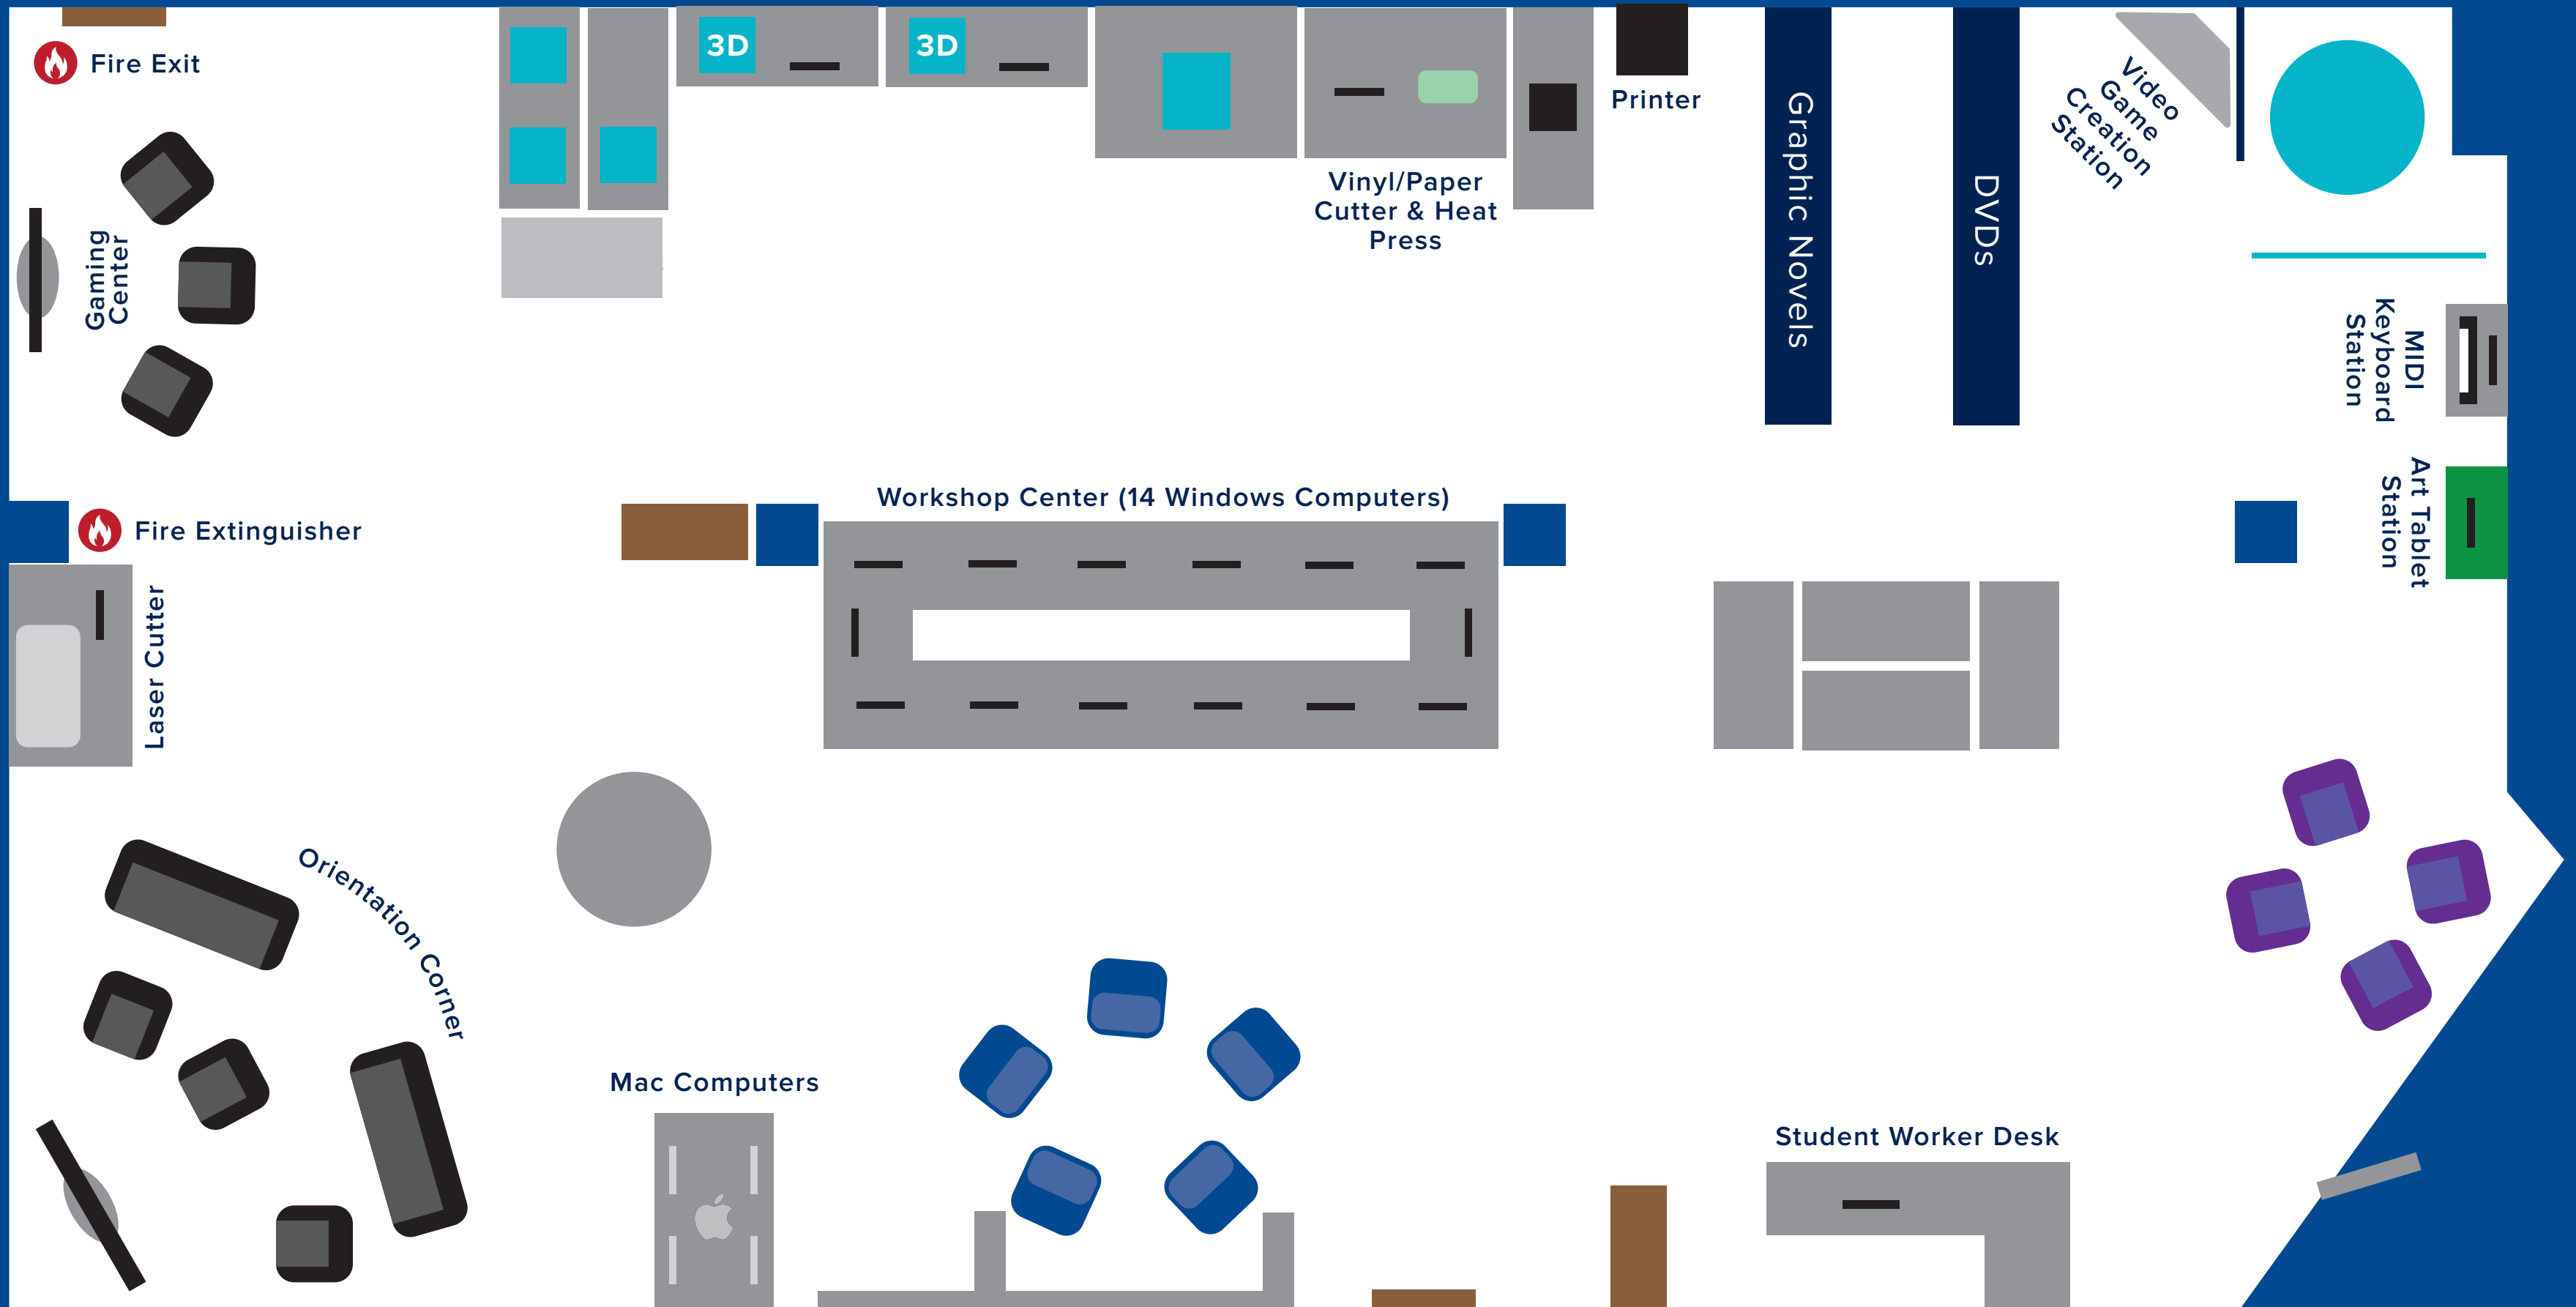 Fire Exit
3D
3D
Printer
Graphic Novels
DVDs
Video
Game
Creation
Station
Vinyl/Paper
Cutter & Heat
Press
Gaming
Center
MIDI
Keyboard
Station
Art Tablet
Station
Workshop Center (14 Windows Computers)
Fire Extinguisher
Laser Cutter
Orientation Corner
Mac Computers
Student Worker Desk